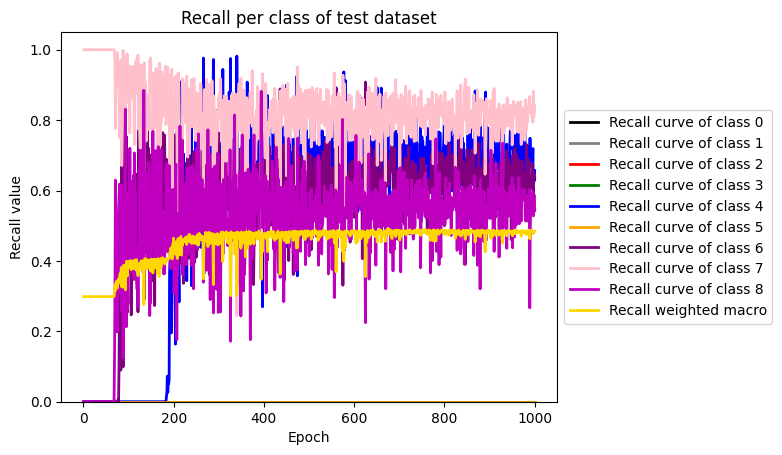 Recall per class of test dataset
Recall value
1.0
0.8
0.6
0.4
0.2
0.0
0
200
400
600
800
1000
Epoch
Recall curve of class 0
Recall curve of class 1
Recall curve of class 2
Recall curve of class 3
Recall curve of class 4
Recall curve of class 5
Recall curve of class 6
Recall curve of class 7
Recall curve of class 8
Recall weighted macro